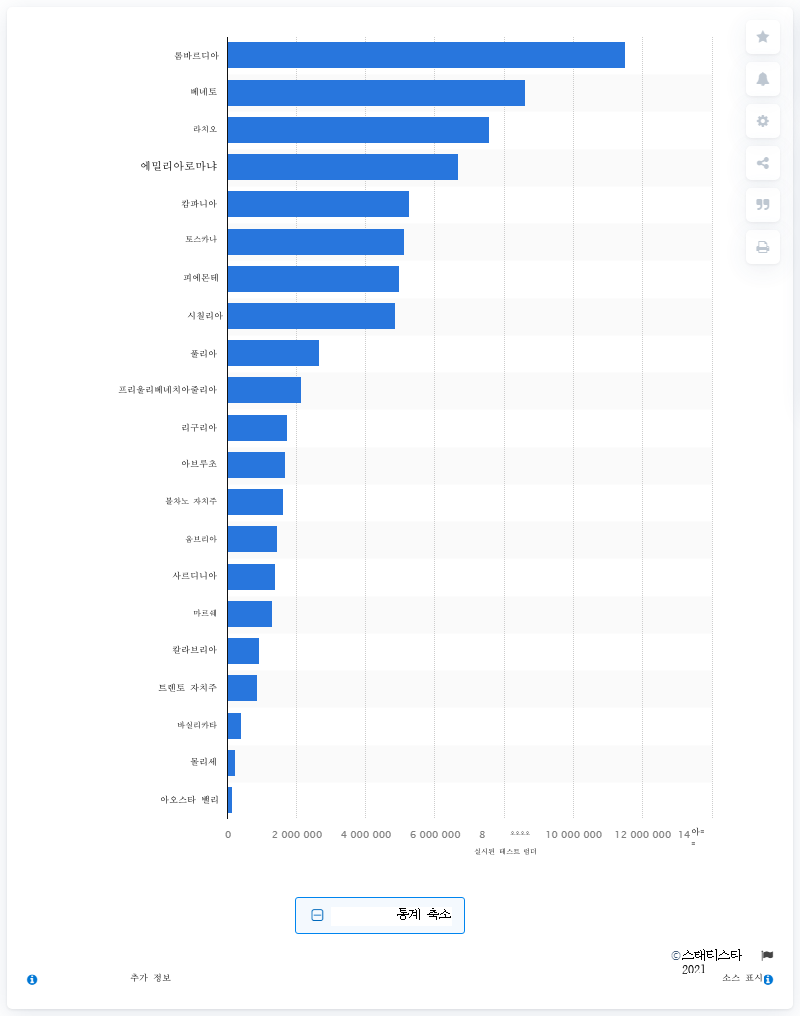 롬바르디아
베네토
라치오
에밀리아로마냐
캄파니아
토스카나
피에몬테
시칠리아
풀리아
프리울리베네치아줄리아
리구리아
아브루초
볼차노 자치주
움브리아
사르디니아
마르쉐
칼라브리아
트렌토 자치주
바실리카타
몰리세
아오스타 밸리
0 2 000 000 4 000 000 6 000 000 8 10 000 000 12 000 000 14
실시된 테스트 런더
통계 축소
©스태티스타
2021
추가 정보
소스 표시